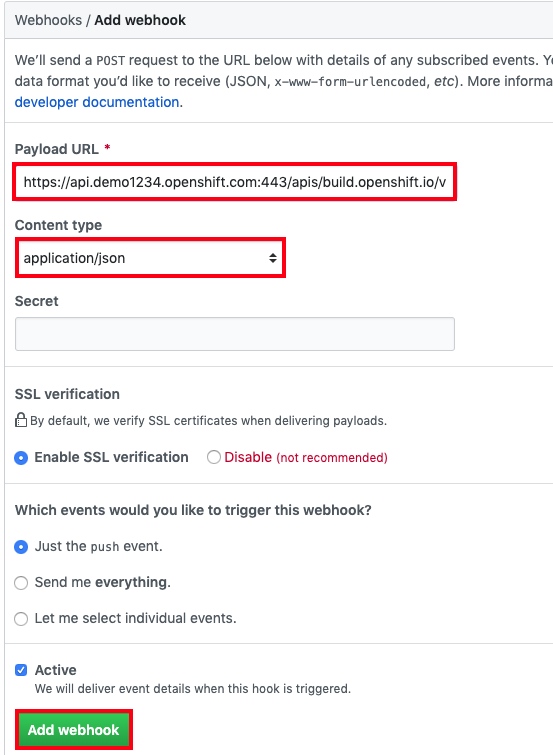 Webhooks / Add webhook
We'll send a POST request to the URL below with details of any subscribed events.
data format you'd like to receive (JSON, x-www-form-urlencoded, etc). More
developer documentation.
Payload URL *
https://api.demo1234.openshift.com:443/apis/build.openshift.io/v
Content type
application/json
Secret
SSL verification
By default, we verify SSL certificates when delivering payloads.
Enable SSL verification Disable (not recommended)
Which events would you like to trigger this webhook?
Just the push event.
Send me everything.
Let me select individual events.
Active
We will deliver event details when this hook is triggered.
Add webhook